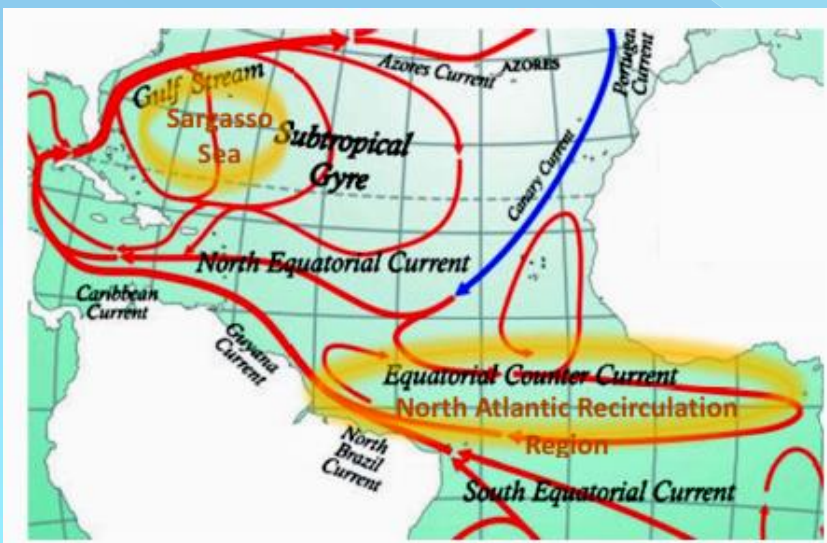 Gulf Stream
Sargasso
Sea
Subtropical
Gyre
Azores Current
AZORES
Portugal
Current
Canary Current
North Equatorial Current
Caribbean
Current
Guyana
Current
Equatorial Counter Current
North Atlantic Recirculation
Region
North
Brazil
Current
South Equatorial Current